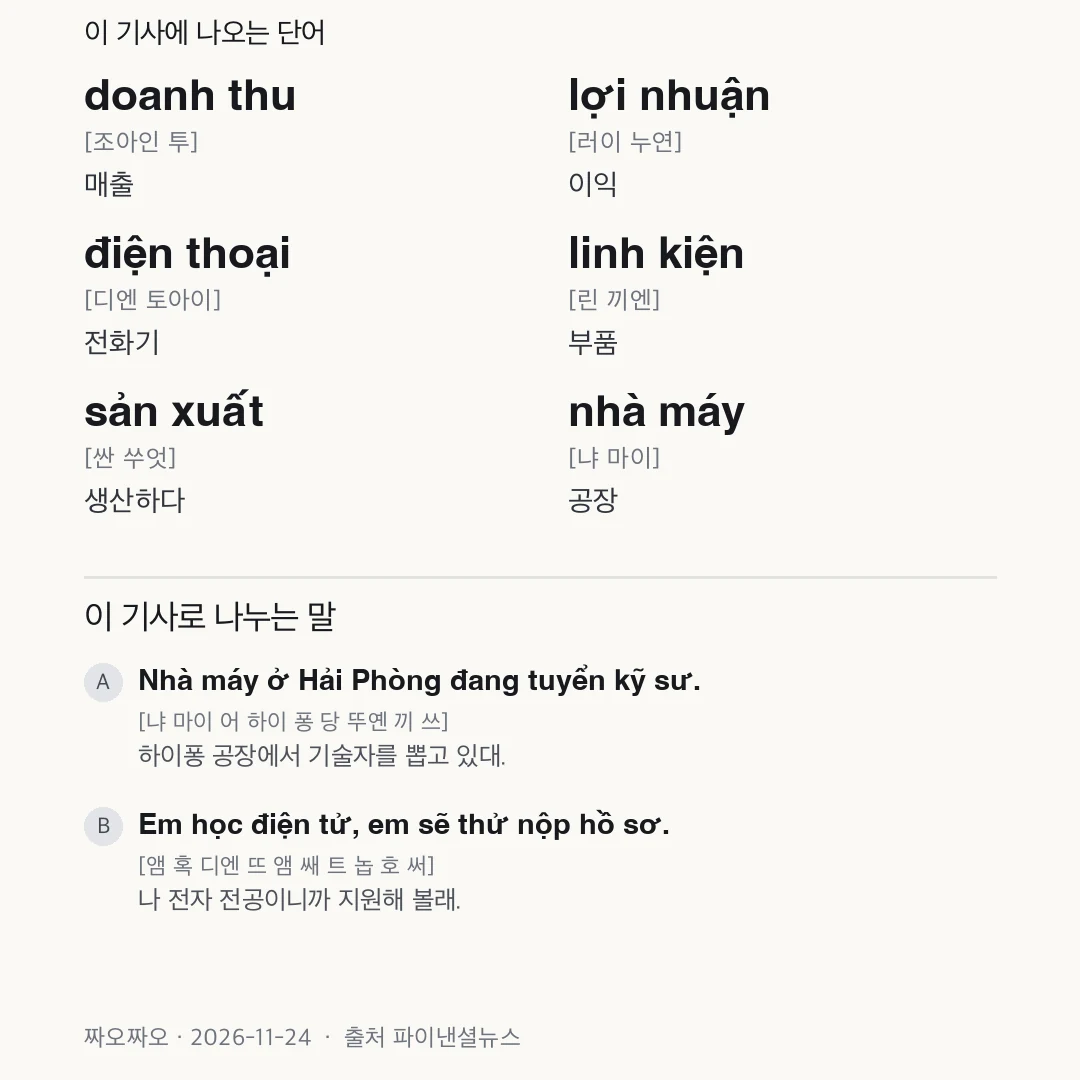 이 기사에 나오는 단어
doanh thu
[조아인 투]
매출
lợi nhuận
[러이 누연]
이익
điện thoại
[디엔 토아이]
전화기
linh kiện
[린 끼엔]
부품
sản xuất
[싼 쑤엇]
생산하다
nhà máy
[냐 마이]
공장
이 기사로 나누는 말
A Nhà máy ở Hải Phòng đang tuyển kỹ sư.
[냐 마이 어 하이 퐁 당 뚜옌 끼 쓰]
하이퐁 공장에서 기술자를 뽑고 있대.
B Em học điện tử, em sẽ thử nộp hồ sơ.
[앰 혹 디엔 뜨 앰 쌔 트 놉 호 써]
나 전자 전공이니까 지원해 볼래.
짜오짜오 · 2026-11-24 · 출처 파이낸셜뉴스